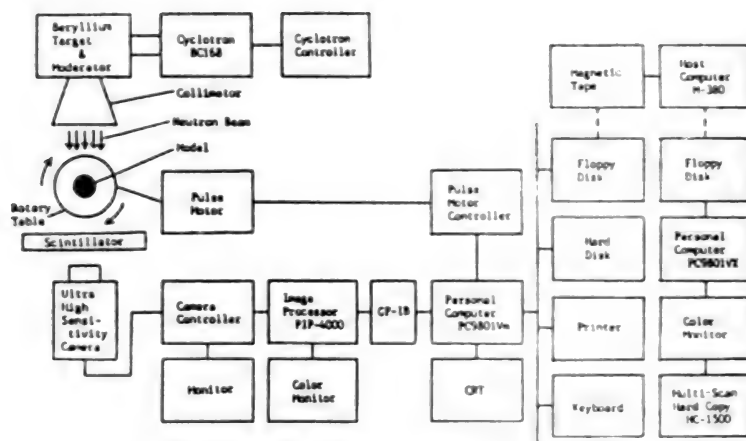 Beryllium
Target
&
Moderator
Cyclotron
BC168
Cyclotron
Controller
Collimator
Neutron Beam
Model
Rotary
Table
Scintillator
Pulse
Motor
Pulse
Motor
Controller
Ultra
High
Sensi-
tivity
Camera
Camera
Controller
Image
Processor
PIP-4000
GP-IB
Personal
Computer
PC9801Vm
Monitor
Color
Monitor
CRT
Magnetic
Tape
Host
Computer
M-380
Floppy
Disk
Floppy
Disk
Hard
Disk
Personal
Computer
PC9801VX
Printer
Color
Monitor
Keyboard
Multi-Scan
Hard Copy
HC-1500